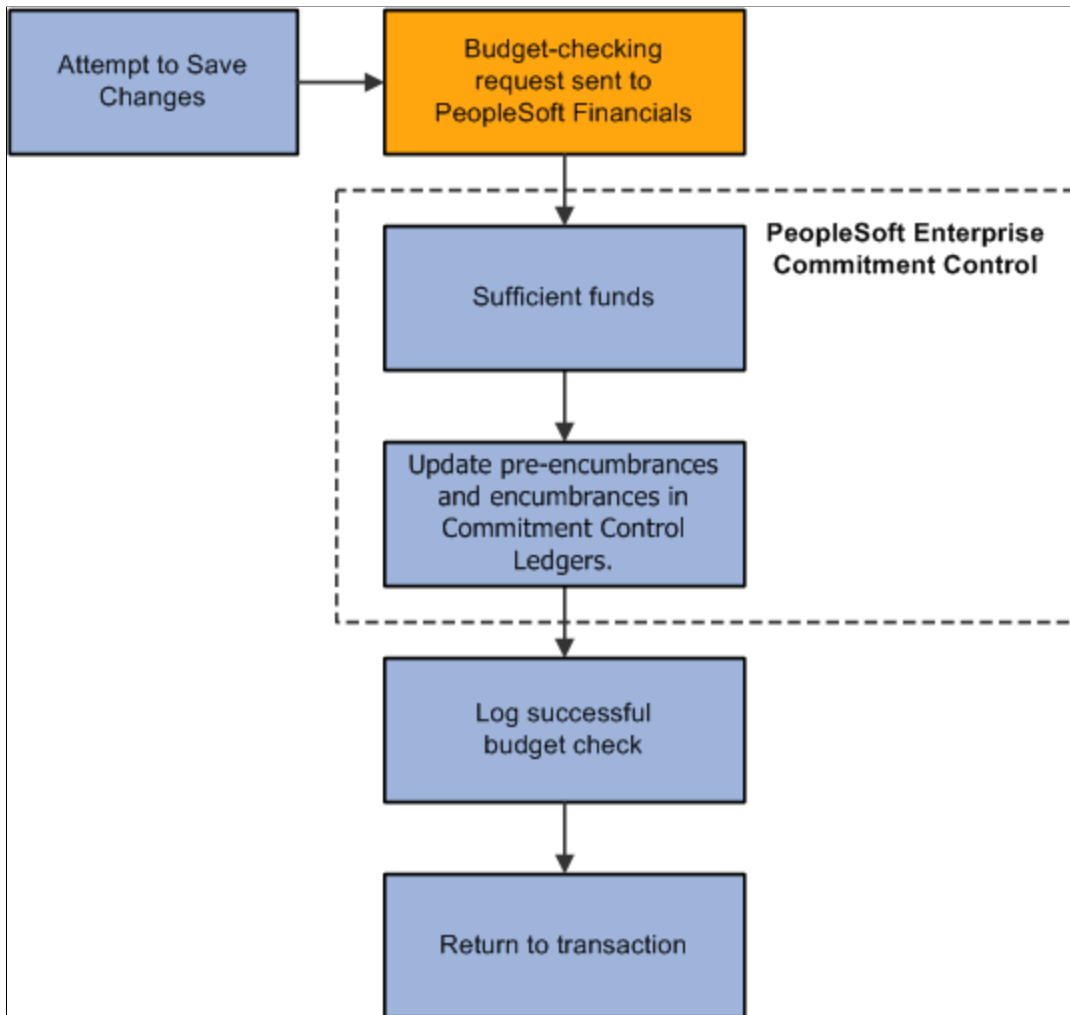 Attempt to Save
Changes
Budget-checking
request sent to
PeopleSoft Financials
PeopleSoft Enterprise
Commitment Control
Sufficient funds
Update pre-encumbrances
and encumbrances in
Commitment Control
Ledgers.
Log successful
budget check
Return to transaction